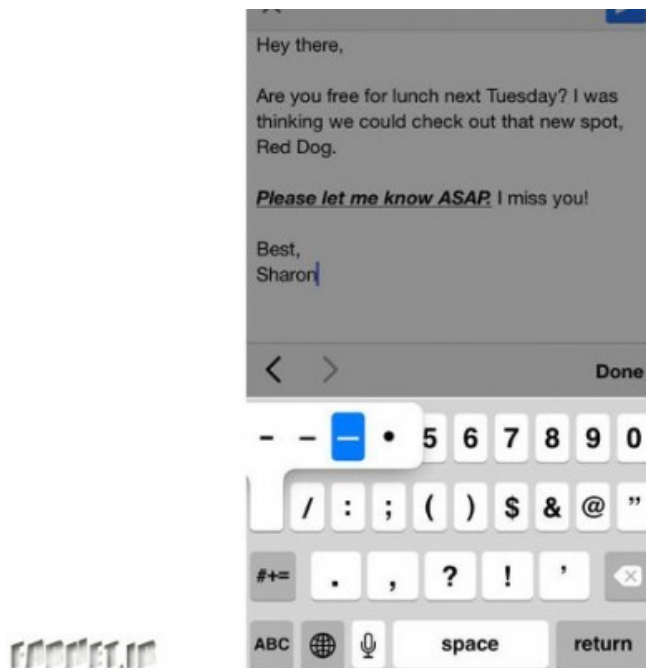 Hey there,
Are you free for lunch next Tuesday? I was
thinking we could check out that new spot,
Red Dog.
Please let me know ASAP. I miss you!
Best,
Sharon
Done
- – — •
5 6 7 8 9 0
/ : ; ( ) $ & @ ”
#+= . , ? ! ’
ABC space return